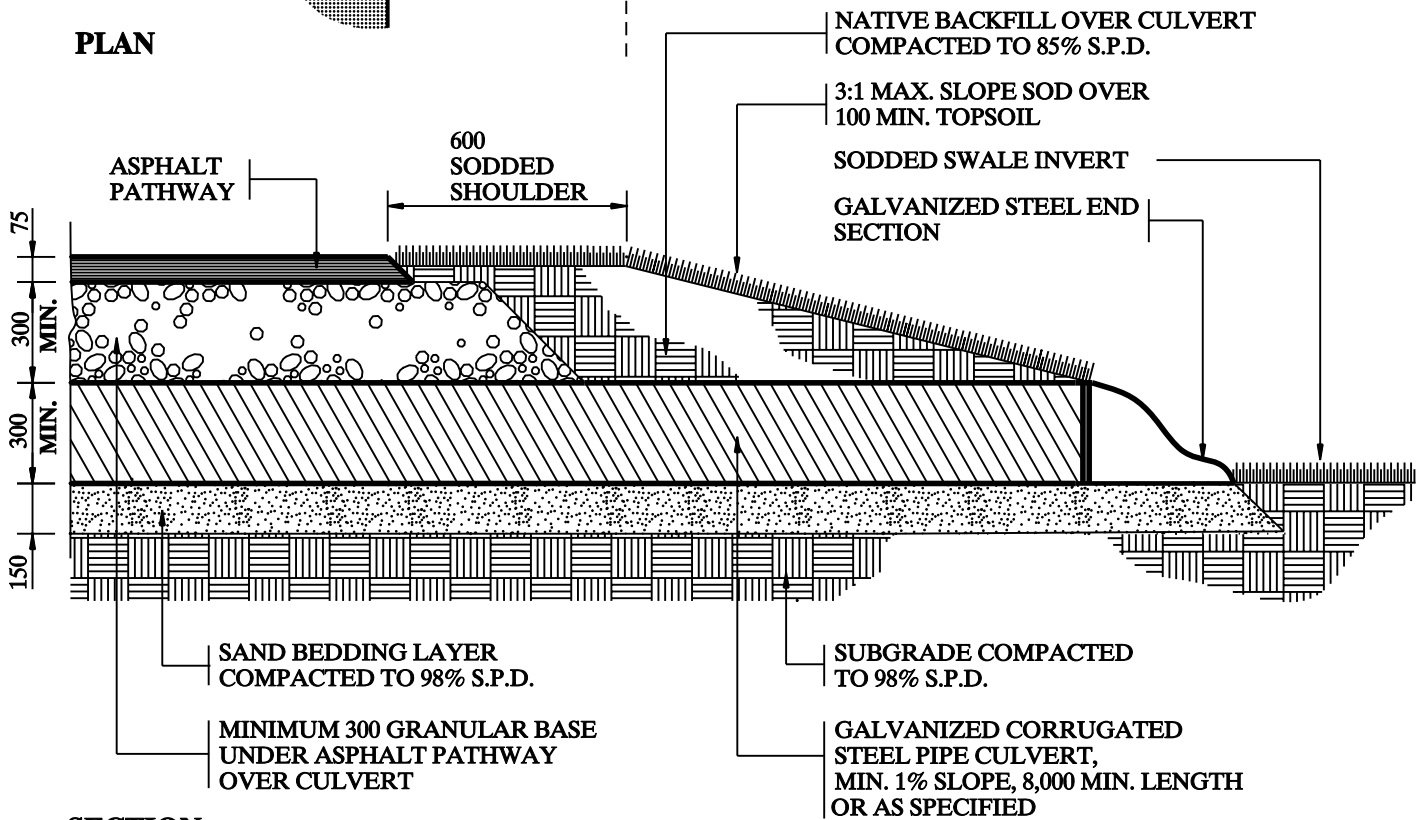 PLAN
NATIVE BACKFILL OVER CULVERT
COMPACTED TO 85% S.P.D.
3:1 MAX. SLOPE SOD OVER
100 MIN. TOPSOIL
600
SODDED
SHOULDER
ASPHALT
PATHWAY
SODDED SWALE INVERT
GALVANIZED STEEL END
SECTION
75
300
MIN.
300
MIN.
150
SAND BEDDING LAYER
COMPACTED TO 98% S.P.D.
SUBGRADE COMPACTED
TO 98% S.P.D.
MINIMUM 300 GRANULAR BASE
UNDER ASPHALT PATHWAY
OVER CULVERT
GALVANIZED CORRUGATED
STEEL PIPE CULVERT,
MIN. 1% SLOPE, 8,000 MIN. LENGTH
OR AS SPECIFIED
SECTION